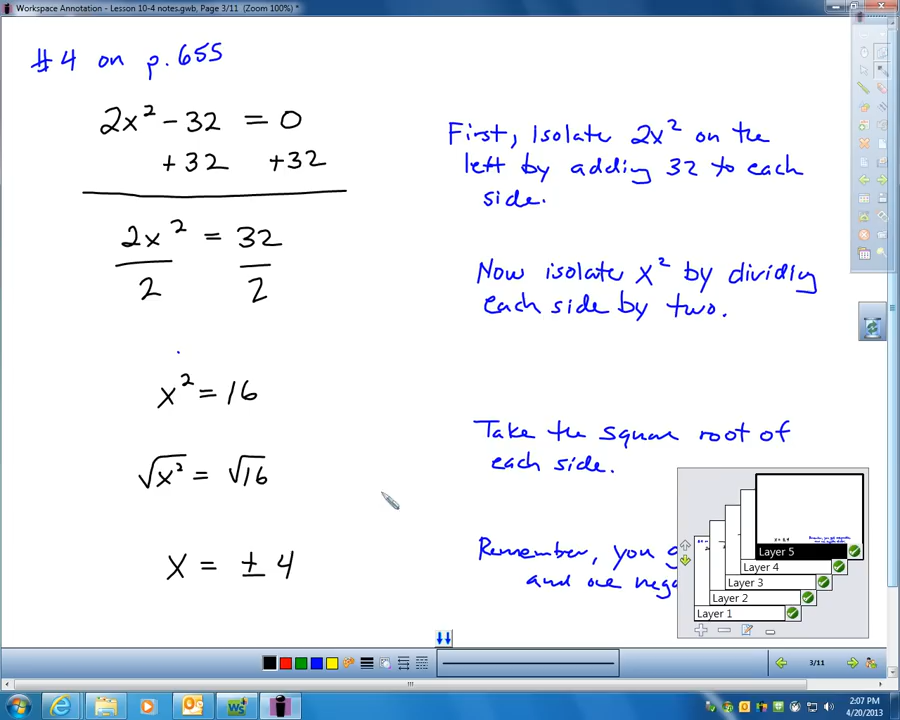 Workspace Annotation - Lesson 10-4 notes.gwb, Page 3/11 (Zoom 100%) *
#4 on p.655
2x² - 32 = 0
+32 +32
First, isolate 2x² on the
left by adding 32 to each
side.
2x² = 32
2 2
Now isolate x² by dividing
each side by two.
x² = 16
Take the square root of
each side.
√x² = √16
Remember, you g
and one nega
x = ± 4
Layer 5
Layer 4
Layer 3
Layer 2
Layer 1
3/11
2:07 PM
4/20/2013